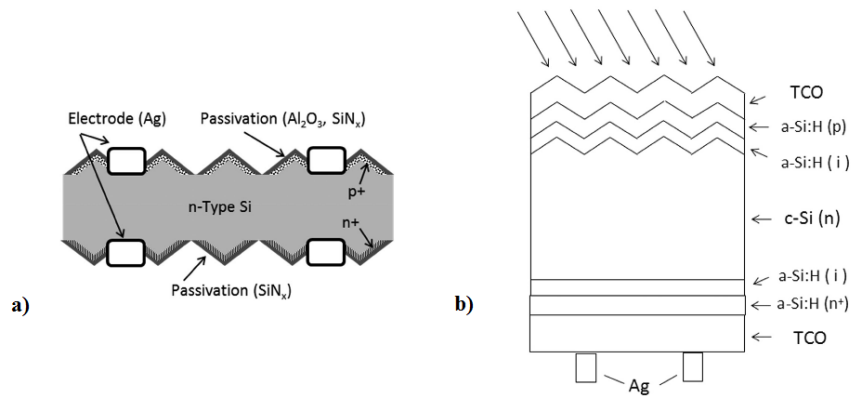 Electrode (Ag)
Passivation (Al₂O₃, SiNₓ)
p+
n-Type Si
n+
Passivation (SiNₓ)
a)
TCO
a-Si:H (p)
a-Si:H ( i )
c-Si (n)
a-Si:H ( i )
a-Si:H (n⁺)
TCO
Ag
b)